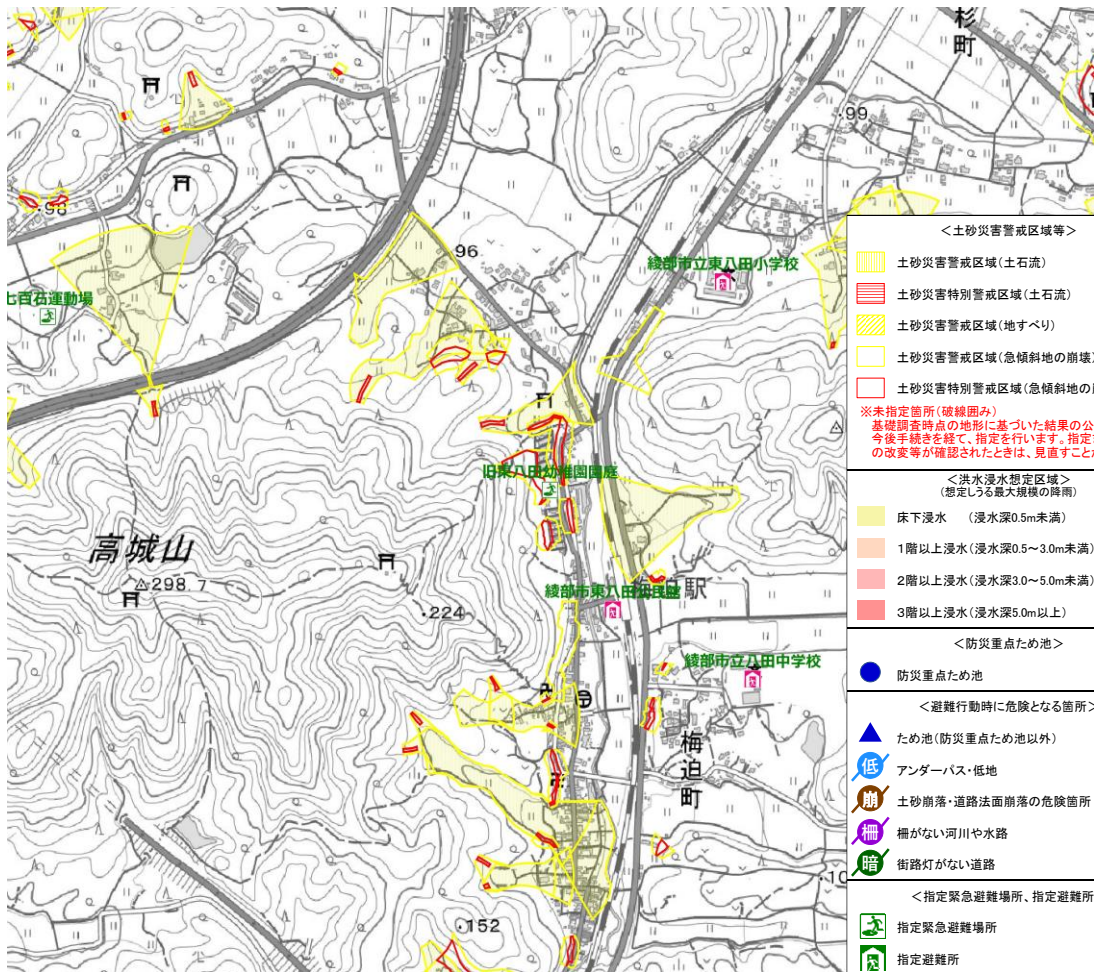 杉町
・99
・98
96
綾部市立東八田小学校
七百石運動場
旧東八田幼稚園園庭
高城山
298.7
・224
梅迫駅
綾部市立八田中学校
梅迫町
・152
・10
＜土砂災害警戒区域等＞
土砂災害警戒区域(土石流)
土砂災害特別警戒区域(土石流)
土砂災害警戒区域(地すべり)
土砂災害警戒区域(急傾斜地の崩壊)
土砂災害特別警戒区域(急傾斜地の
※未指定箇所(破線囲み)
基礎調査時点の地形に基づいた結果の公
今後手続きを経て、指定を行います。指定
の改変等が確認されたときは、見直すことか
＜洪水浸水想定区域＞
(想定しうる最大規模の降雨)
床下浸水　(浸水深0.5m未満)
1階以上浸水(浸水深0.5～3.0m未満)
2階以上浸水(浸水深3.0～5.0m未満)
3階以上浸水(浸水深5.0m以上)
＜防災重点ため池＞
防災重点ため池
＜避難行動時に危険となる箇所＞
ため池(防災重点ため池以外)
低 アンダーパス・低地
崩 土砂崩落・道路法面崩落の危険箇所
柵 柵がない河川や水路
暗 街路灯がない道路
＜指定緊急避難場所、指定避難所
指定緊急避難場所
指定避難所